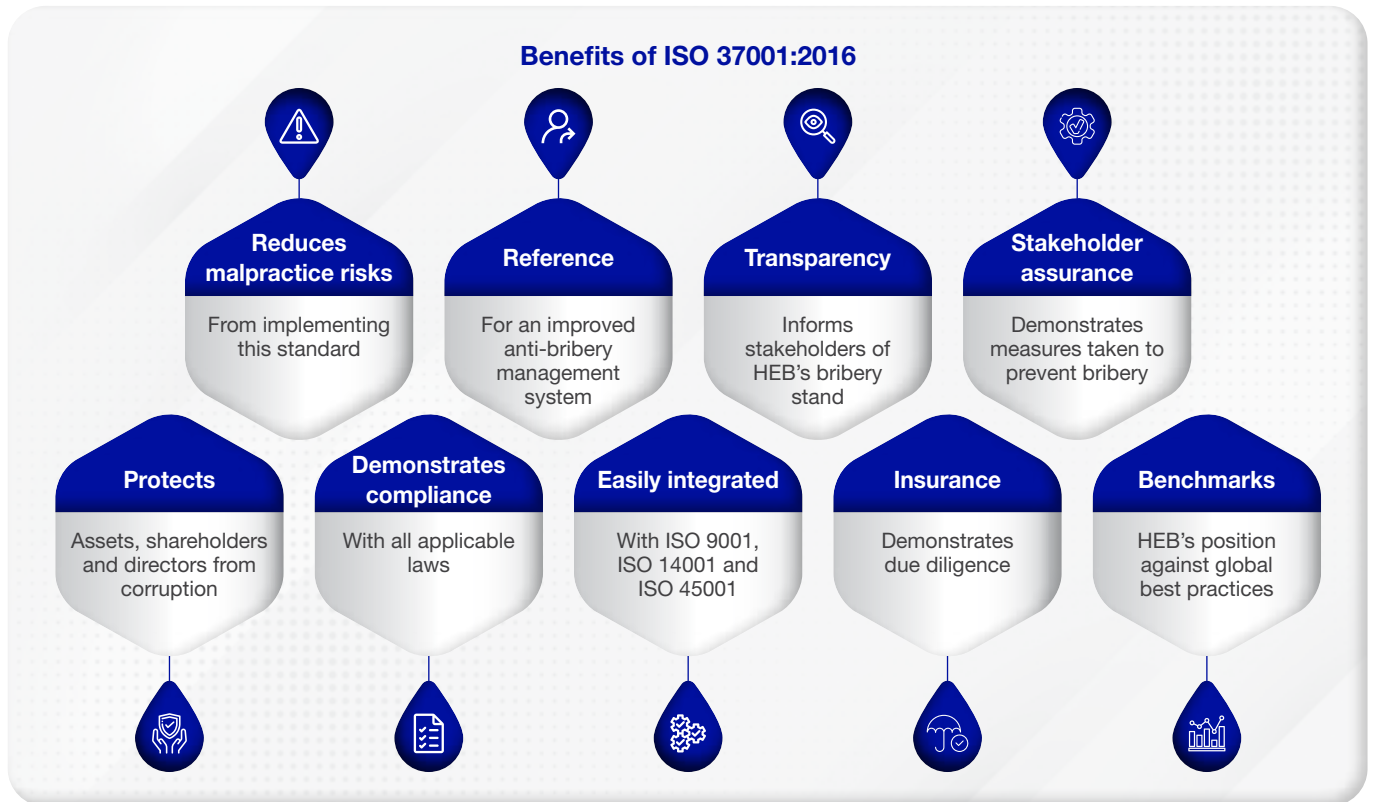 Benefits of ISO 37001:2016
Reduces
malpractice risks
From implementing
this standard
Reference
For an improved
anti-bribery
management
system
Transparency
Informs
stakeholders of
HEB’s bribery
stand
Stakeholder
assurance
Demonstrates
measures taken to
prevent bribery
Protects
Assets, shareholders
and directors from
corruption
Demonstrates
compliance
With all applicable
laws
Easily integrated
With ISO 9001,
ISO 14001 and
ISO 45001
Insurance
Demonstrates
due diligence
Benchmarks
HEB’s position
against global
best practices